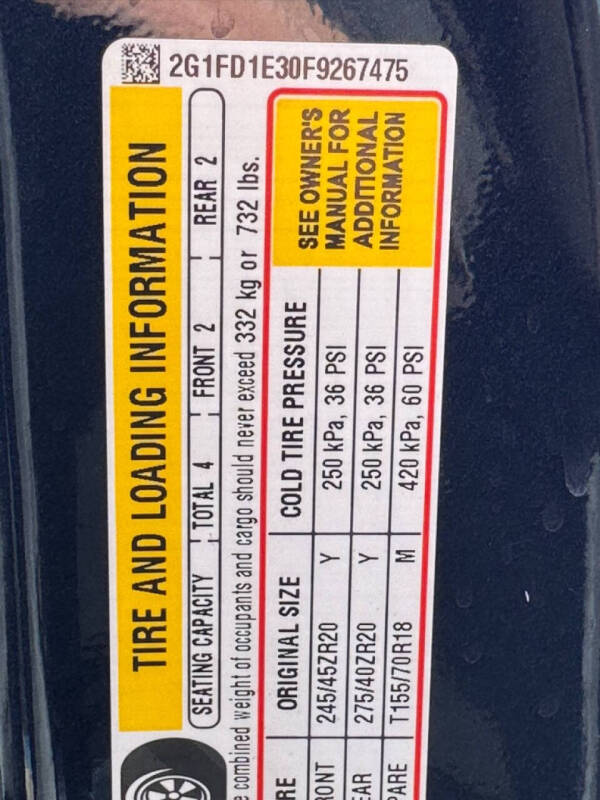 2G1FD1E30F9267475
TIRE AND LOADING INFORMATION
SEATING CAPACITY TOTAL 4 FRONT 2 REAR 2
combined weight of occupants and cargo should never exceed 332 kg or 732 lbs.
ORIGINAL SIZE COLD TIRE PRESSURE
245/45ZR20 Y 250 kPa, 36 PSI
275/40ZR20 Y 250 kPa, 36 PSI
T155/70R18 M 420 kPa, 60 PSI
SEE OWNER'S
MANUAL FOR
ADDITIONAL
INFORMATION